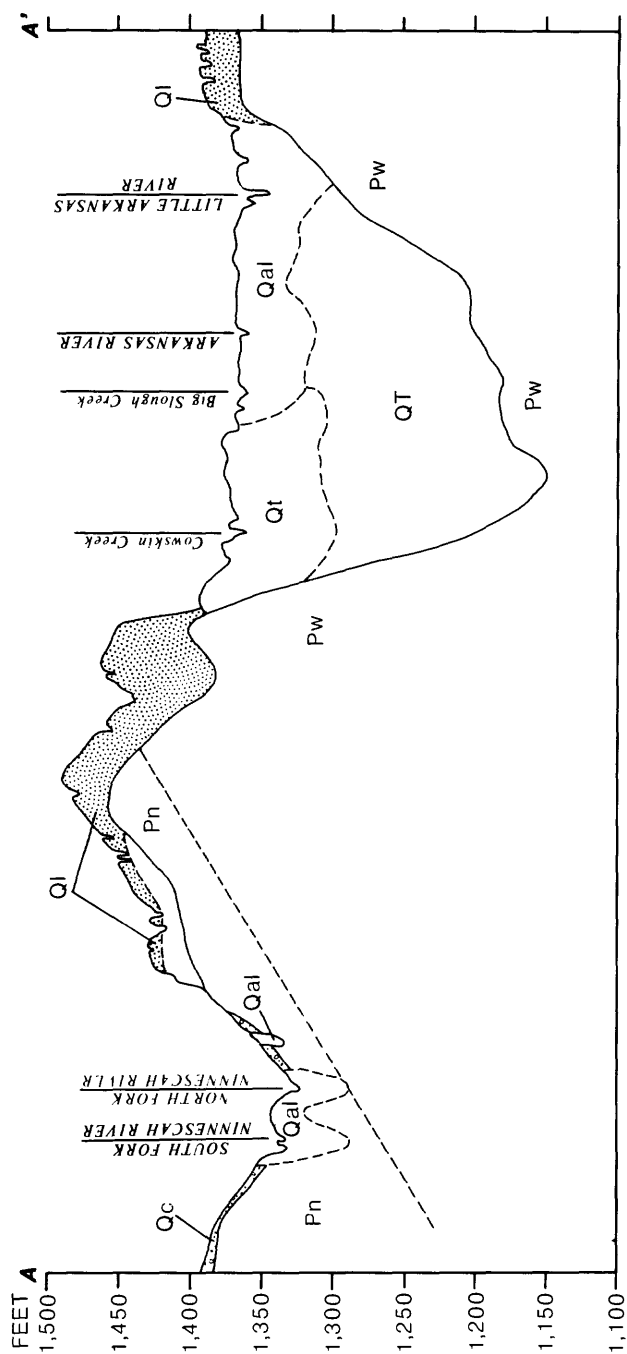 A
A'
FEET
1,500
1,450
1,400
1,350
1,300
1,250
1,200
1,150
1,100
Qc
SOUTH FORK
NINNESCAH RIVER
NORTH FORK
NINNESCAH RIVER
Cowskin Creek
Big Slough Creek
ARKANSAS RIVER
LITTLE ARKANSAS
RIVER
Ql
Ql
Qal
Qal
Qal
Qt
QT
Pn
Pn
Pw
Pw
Pw